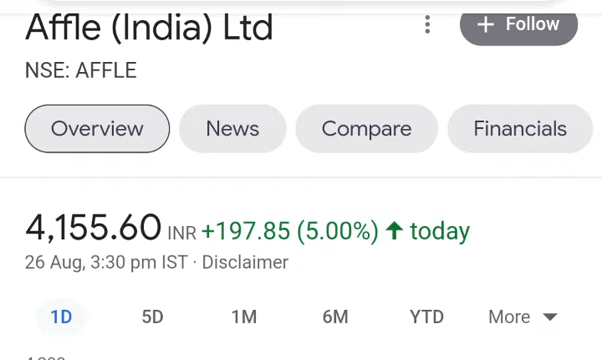 Affle (India) Ltd
+ Follow
NSE: AFFLE
Overview
News
Compare
Financials
4,155.60 INR +197.85 (5.00%) ↑ today
26 Aug, 3:30 pm IST · Disclaimer
1D 5D 1M 6M YTD More